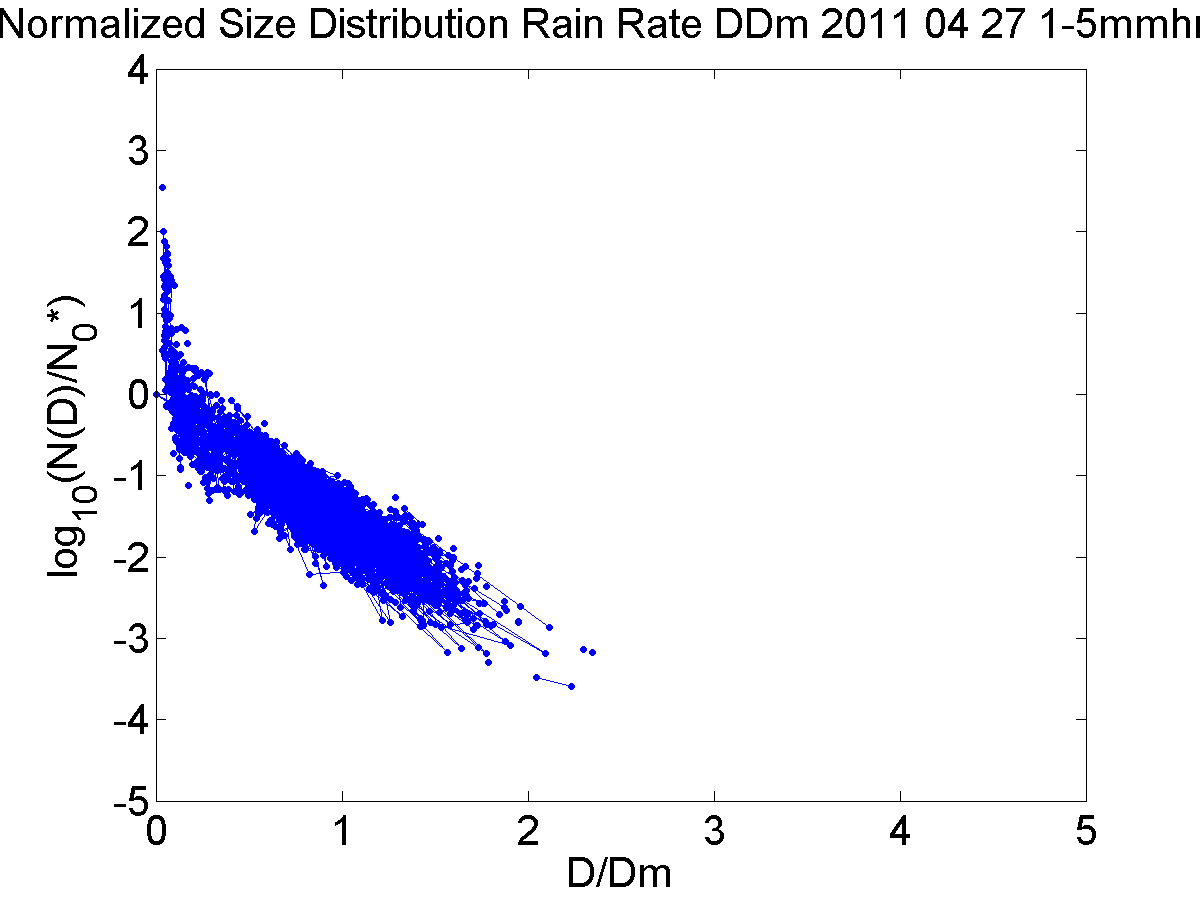 Normalized Size Distribution Rain Rate DDm 2011 04 27 1-5mmh
4
3
2
1
0
-1
-2
-3
-4
-5
log10(N(D)/N0*)
0 1 2 3 4 5
D/Dm